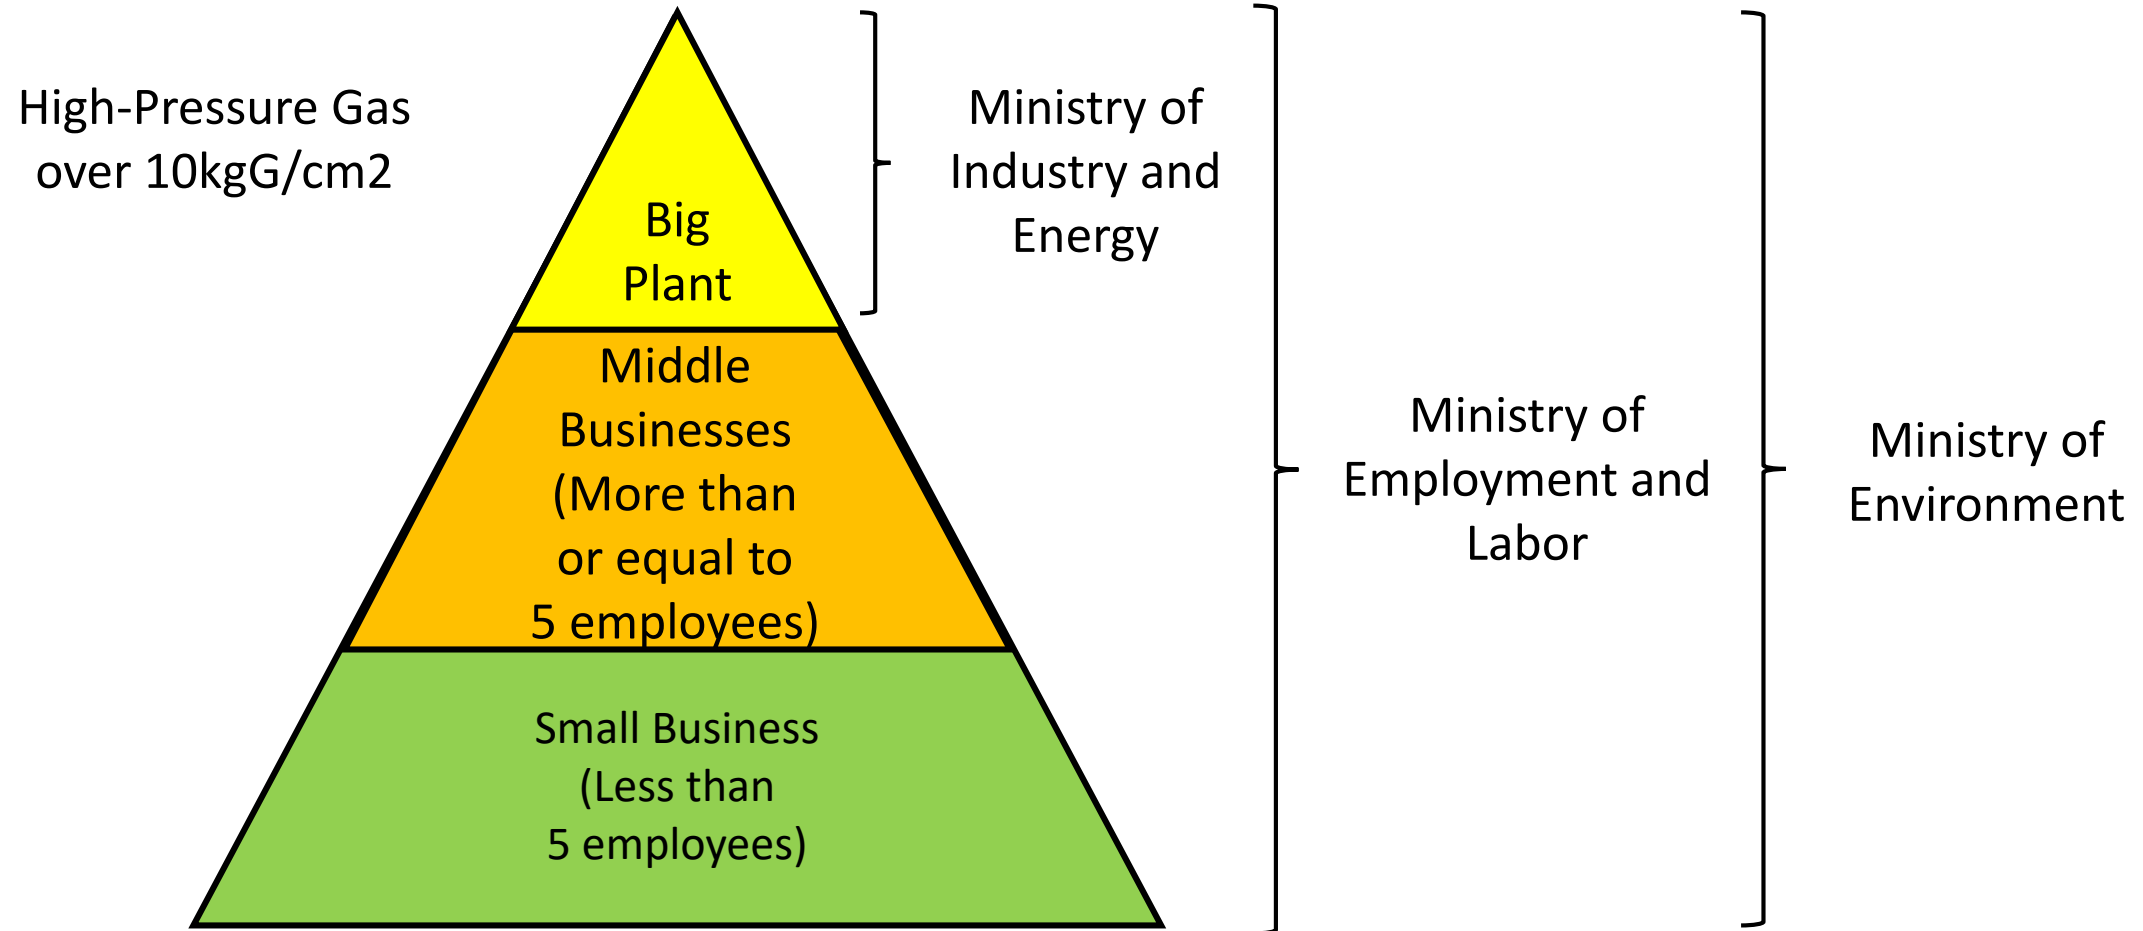 High-Pressure Gas
over 10kgG/cm2
Big
Plant
Middle
Businesses
(More than
or equal to
5 employees)
Small Business
(Less than
5 employees)
Ministry of
Industry and
Energy
Ministry of
Employment and
Labor
Ministry of
Environment